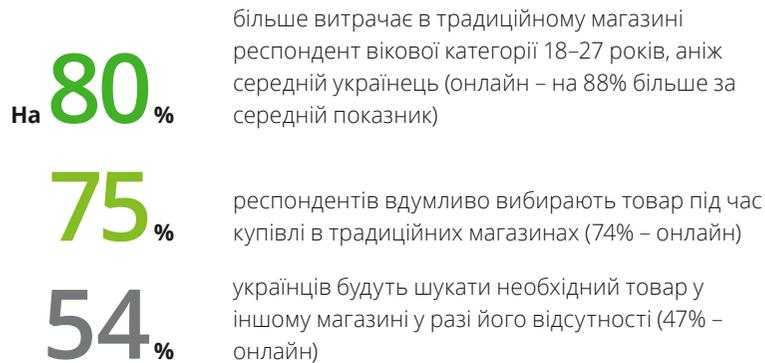 На 80 %
більше витрачає в традиційному магазині
респондент вікової категорії 18–27 років, аніж
середній українець (онлайн – на 88% більше за
середній показник)
75 %
респондентів вдумливо вибирають товар під час
купівлі в традиційних магазинах (74% – онлайн)
54 %
українців будуть шукати необхідний товар у
іншому магазині у разі його відсутності (47% –
онлайн)